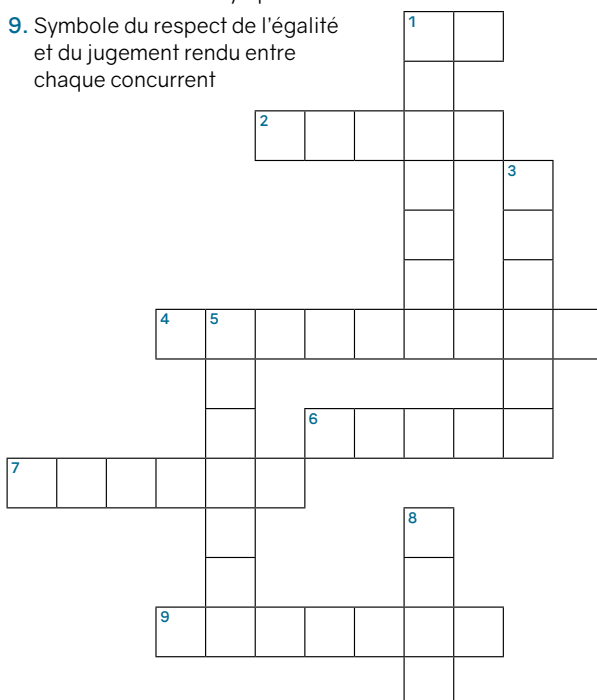 9. Symbole du respect de l'égalité
et du jugement rendu entre
chaque concurrent
1
2
3
4 5
6
7
8
9